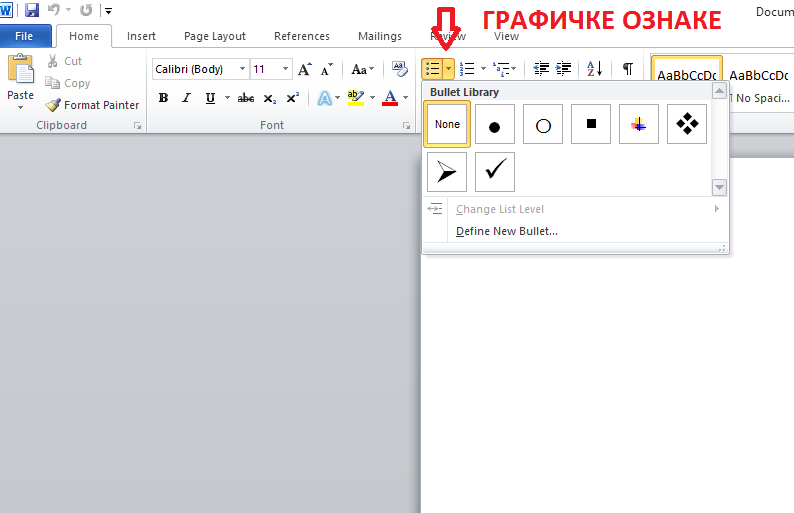 ГРАФИЧКЕ ОЗНАКЕ
Docum
File Home Insert Page Layout References Mailings Review View
Cut
Copy
Format Painter
Paste
Clipboard
Calibri (Body) 11
Aa
B I U abc x₂ x² A ab A
Font
AaBbCcDc AaBbCcDc
¶ No Spaci...
Bullet Library
None
Change List Level
Define New Bullet...